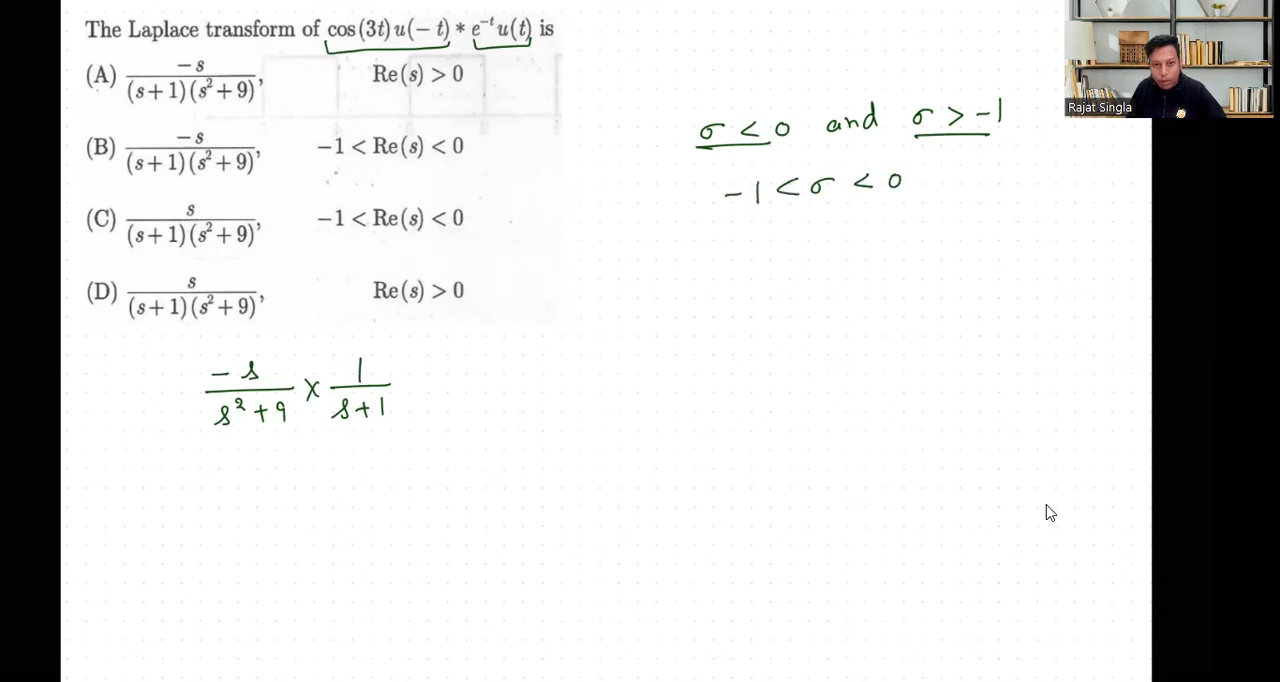 The Laplace transform of cos(3t)u(−t) * e^{−t}u(t) is
(A) −s/((s+1)(s²+9)), Re(s) > 0
(B) −s/((s+1)(s²+9)), −1 < Re(s) < 0
(C) s/((s+1)(s²+9)), −1 < Re(s) < 0
(D) s/((s+1)(s²+9)), Re(s) > 0
σ < 0 and σ > −1
−1 < σ < 0
−s/(s²+9) × 1/(s+1)
Rajat Singla